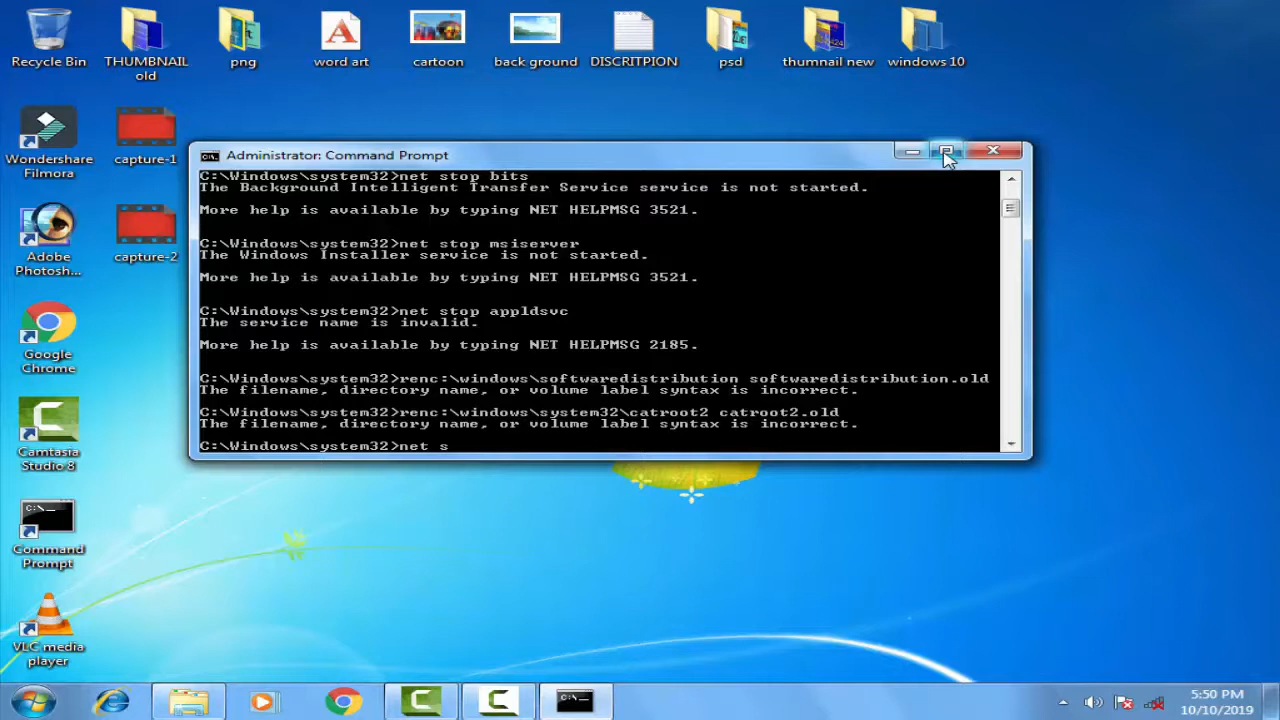 Recycle Bin
THUMBNAIL old
png
word art
cartoon
back ground
DISCRITPION
psd
thumnail new
windows 10
Wondershare Filmora
capture-1
Adobe Photosh...
capture-2
Google Chrome
Camtasia Studio 8
Command Prompt
VLC media player
Administrator: Command Prompt
C:\Windows\system32>net stop bits
The Background Intelligent Transfer Service service is not started.
More help is available by typing NET HELPMSG 3521.
C:\Windows\system32>net stop msiserver
The Windows Installer service is not started.
More help is available by typing NET HELPMSG 3521.
C:\Windows\system32>net stop appldsvc
The service name is invalid.
More help is available by typing NET HELPMSG 2185.
C:\Windows\system32>renc:\windows\softwaredistribution softwaredistribution.old
The filename, directory name, or volume label syntax is incorrect.
C:\Windows\system32>renc:\windows\system32\catroot2 catroot2.old
The filename, directory name, or volume label syntax is incorrect.
C:\Windows\system32>net s
5:50 PM
10/10/2019